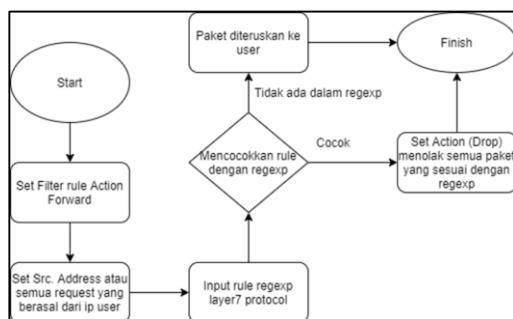 Start
Set Filter rule Action
Forward
Set Src. Address atau
semua request yang
berasal dari ip user
Input rule regexp
layer7 protocol
Mencocokkan rule
dengan regexp
Tidak ada dalam regexp
Paket diteruskan ke
user
Cocok
Set Action (Drop)
menolak semua paket
yang sesuai dengan
regexp
Finish